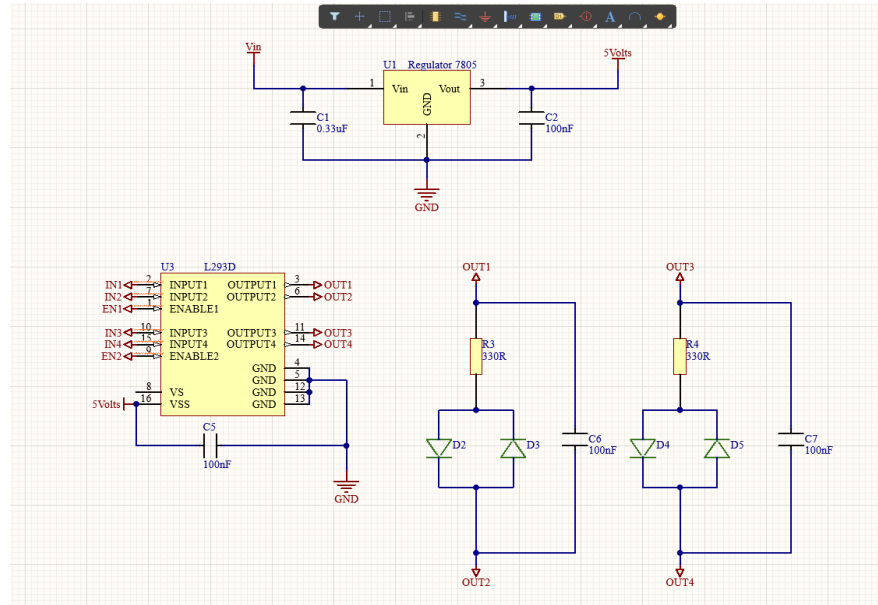 Vin
5Volts
U1 Regulator 7805
1 Vin Vout 3
GND
2
C1
0.33uF
C2
100nF
GND
U3 L293D
IN1 2 INPUT1 OUTPUT1 3 OUT1
IN2 7 INPUT2 OUTPUT2 6 OUT2
EN1 1 ENABLE1
IN3 10 INPUT3 OUTPUT3 11 OUT3
IN4 15 INPUT4 OUTPUT4 14 OUT4
EN2 9 ENABLE2
GND 4
GND 5
8 VS GND 12
5Volts 16 VSS GND 13
C5
100nF
GND
OUT1
R3
330R
D2 D3
C6
100nF
OUT2
OUT3
R4
330R
D4 D5
C7
100nF
OUT4